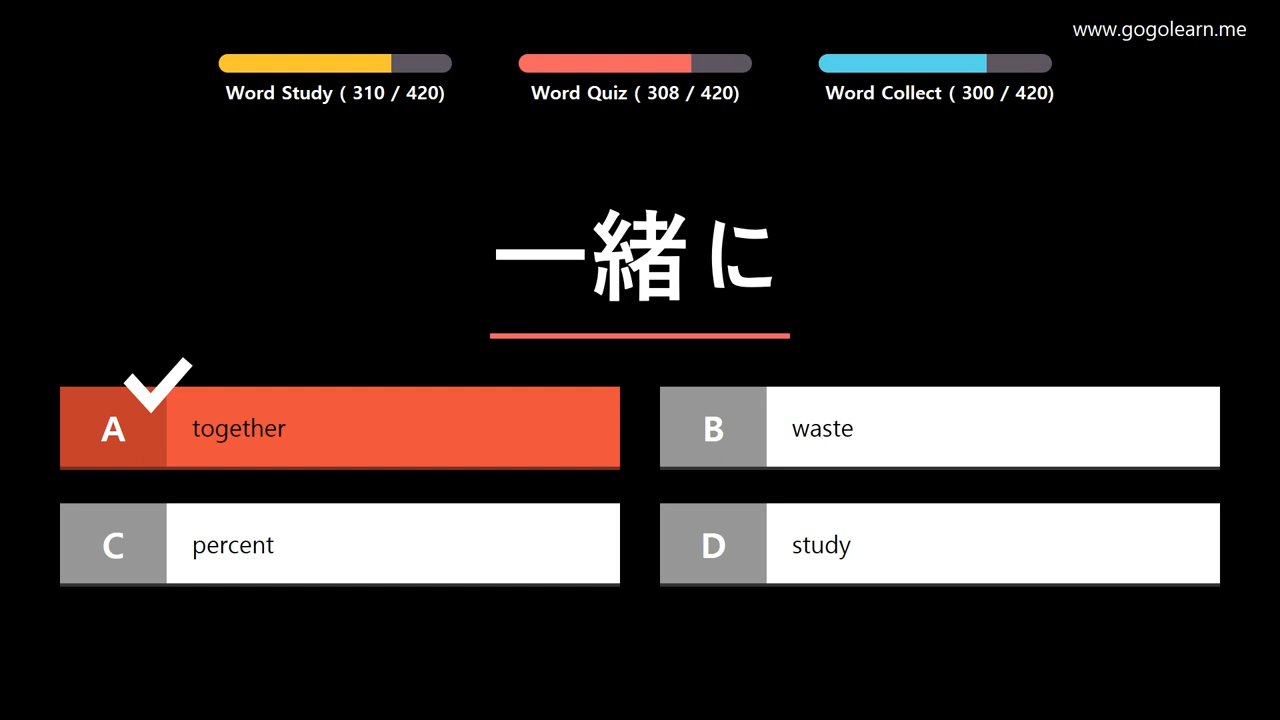 www.gogolearn.me
Word Study ( 310 / 420)
Word Quiz ( 308 / 420)
Word Collect ( 300 / 420)
一緒に
A together
B waste
C percent
D study